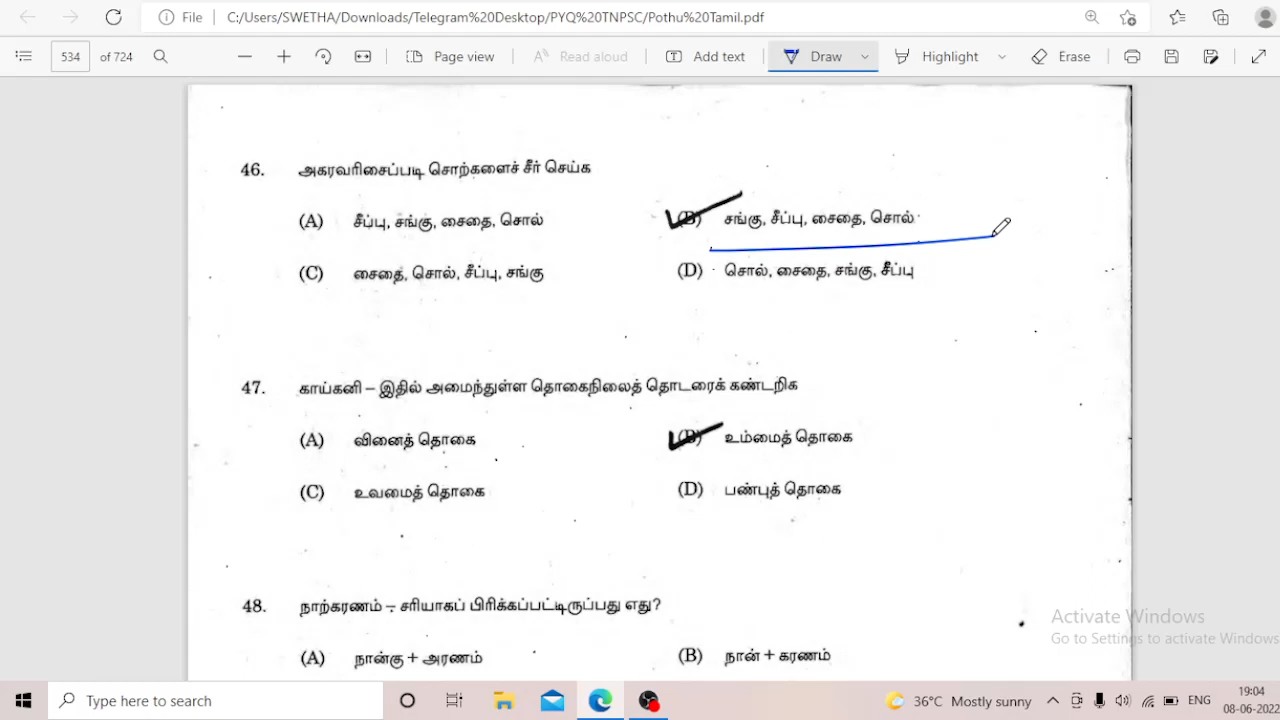 File C:/Users/SWETHA/Downloads/Telegram%20Desktop/PYQ%20TNPSC/Pothu%20Tamil.pdf
534 of 724 Page view Read aloud Add text Draw Highlight Erase
46. அகரவரிசைப்படி சொற்களைச் சீர் செய்க
(A) சீப்பு, சங்கு, சைதை, சொல் (B) சங்கு, சீப்பு, சைதை, சொல்
(C) சைதை, சொல், சீப்பு, சங்கு (D) சொல், சைதை, சங்கு, சீப்பு
47. காய்கனி – இதில் அமைந்துள்ள தொகைநிலைத் தொடரைக் கண்டறிக
(A) வினைத் தொகை (B) உம்மைத் தொகை
(C) உவமைத் தொகை (D) பண்புத் தொகை
48. நாற்கரணம் – சரியாகப் பிரிக்கப்பட்டிருப்பது எது?
Activate Windows
Go to Settings to activate Windows
(A) நான்கு + அரணம் (B) நான் + கரணம்
Type here to search 36°C Mostly sunny ENG 19:04
08-06-2022